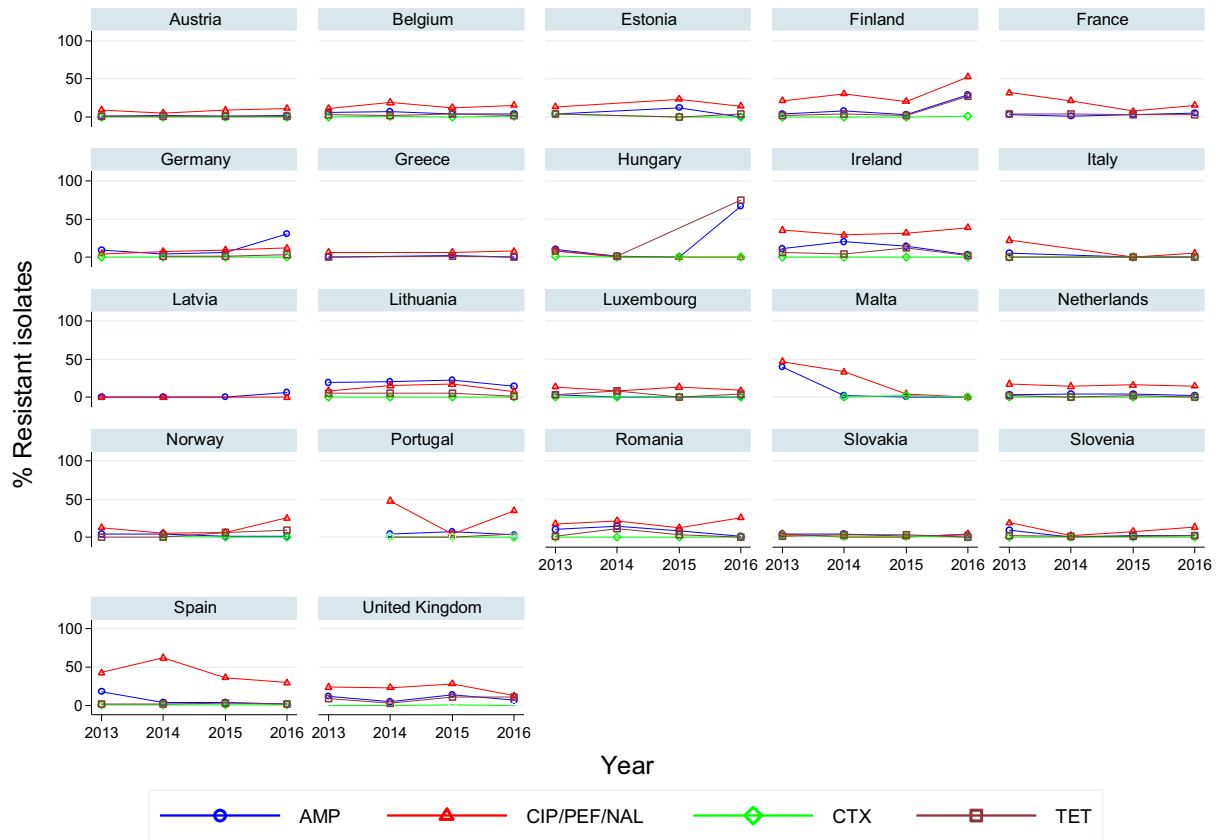 Austria Belgium Estonia Finland France
100
50
0
Germany Greece Hungary Ireland Italy
100
50
0
Latvia Lithuania Luxembourg Malta Netherlands
100
50
0
Norway Portugal Romania Slovakia Slovenia
100
50
0
2013 2014 2015 2016 2013 2014 2015 2016 2013 2014 2015 2016
Spain United Kingdom
100
50
0
2013 2014 2015 2016 2013 2014 2015 2016
% Resistant isolates
Year
AMP CIP/PEF/NAL CTX TET